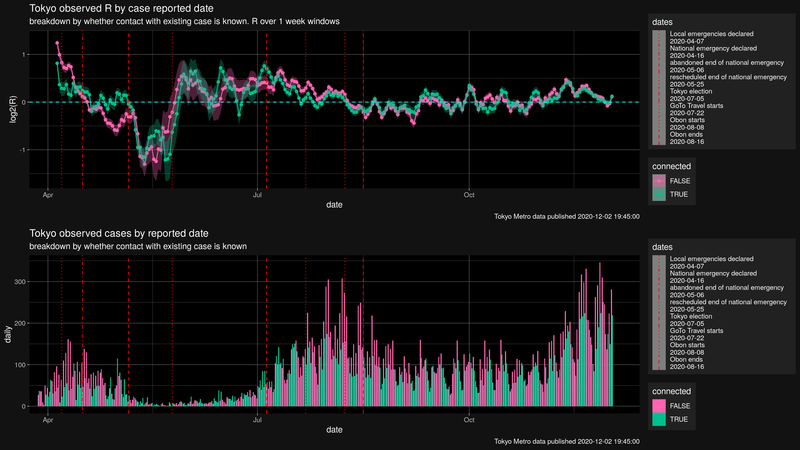 Tokyo observed R by case reported date
breakdown by whether contact with existing case is known. R over 1 week windows
1
0
-1
log2(R)
Apr
Jul
Oct
date
Tokyo Metro data published 2020-12-02 19:45:00
dates
Local emergencies declared
2020-04-07
National emergency declared
2020-04-16
abandoned end of national emergency
2020-05-06
rescheduled end of national emergency
2020-05-25
Tokyo election
2020-07-05
GoTo Travel starts
2020-07-22
Obon starts
2020-08-08
Obon ends
2020-08-16
connected
FALSE
TRUE
Tokyo observed cases by reported date
breakdown by whether contact with existing case is known
300
200
100
0
daily
Apr
Jul
Oct
date
Tokyo Metro data published 2020-12-02 19:45:00
dates
Local emergencies declared
2020-04-07
National emergency declared
2020-04-16
abandoned end of national emergency
2020-05-06
rescheduled end of national emergency
2020-05-25
Tokyo election
2020-07-05
GoTo Travel starts
2020-07-22
Obon starts
2020-08-08
Obon ends
2020-08-16
connected
FALSE
TRUE